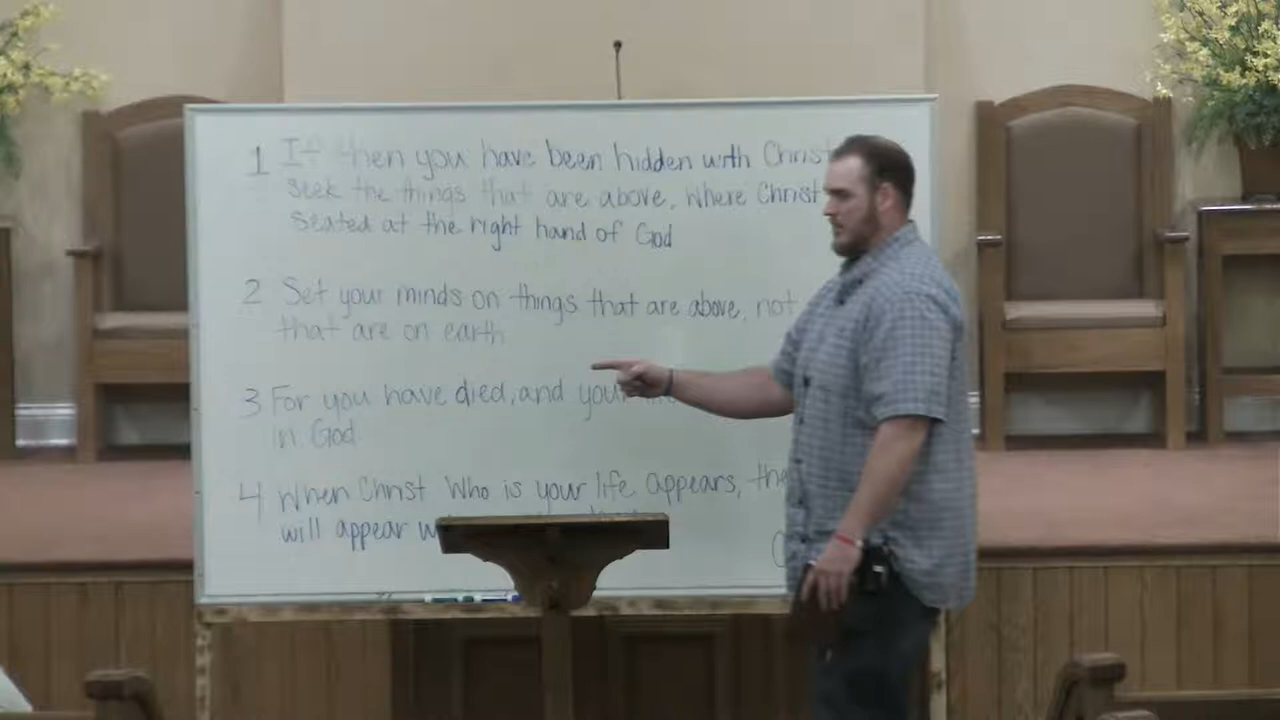 1 If then you have been hidden with Christ
seek the things that are above, where Christ
seated at the right hand of God
2 Set your minds on things that are above, not
that are on earth
3 For you have died, and your
in God.
4 When Christ Who is your life appears,
will appear